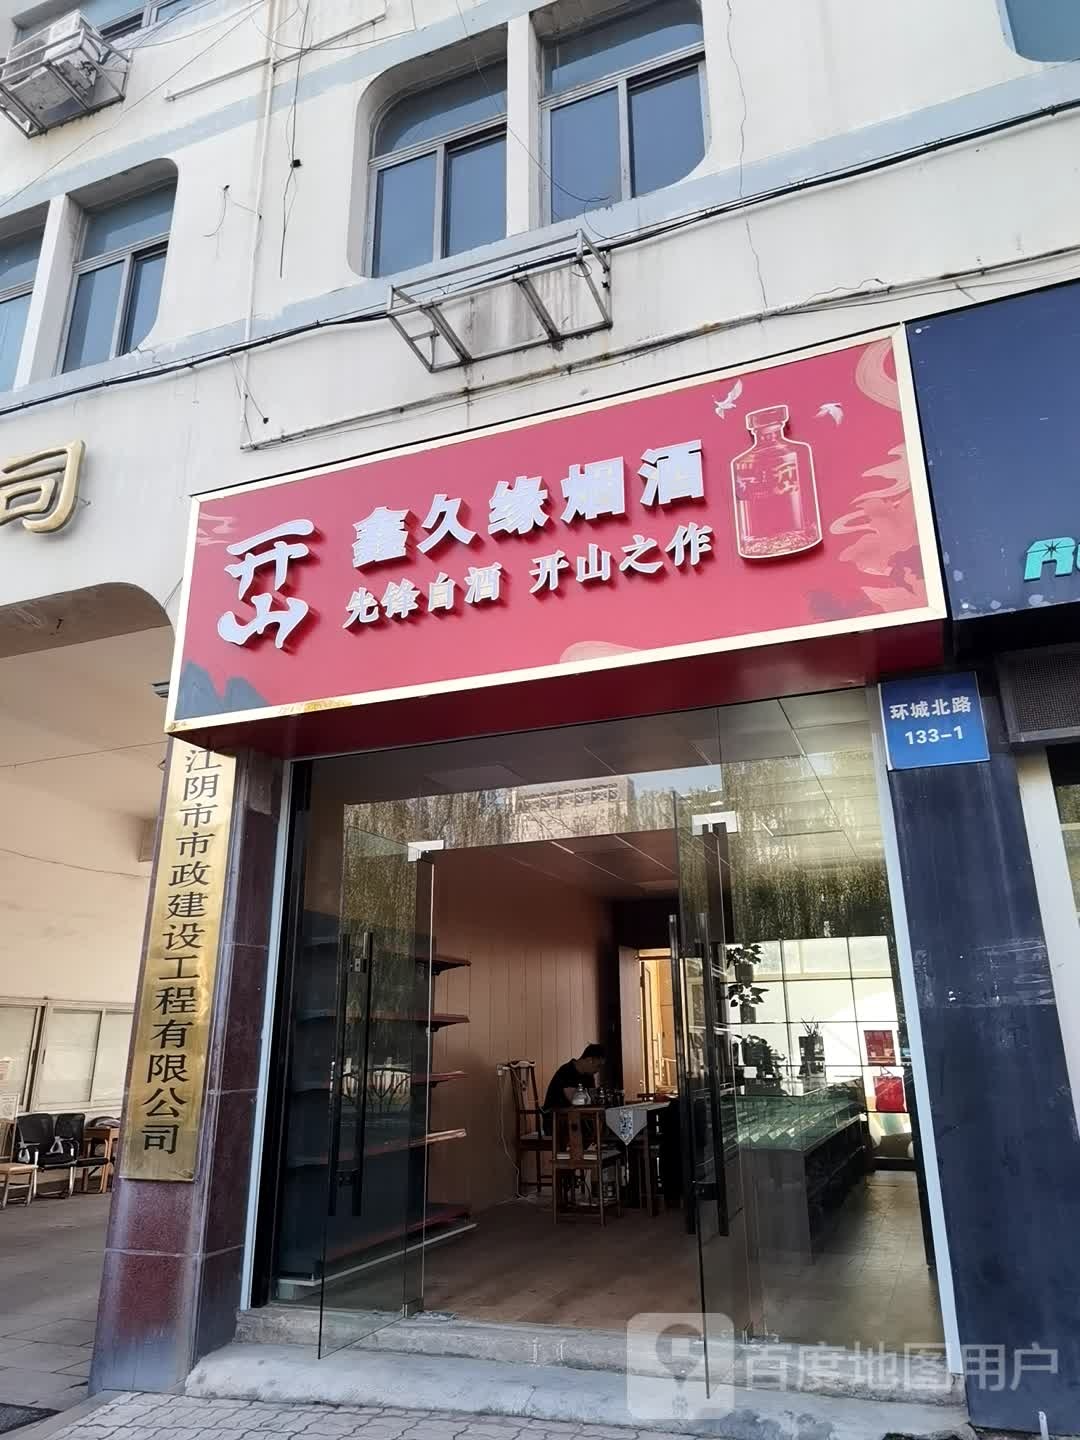 司
开山
鑫久缘烟酒
先锋白酒 开山之作
开山
环城北路
133-1
江阴市市政建设工程有限公司
百度地图用户